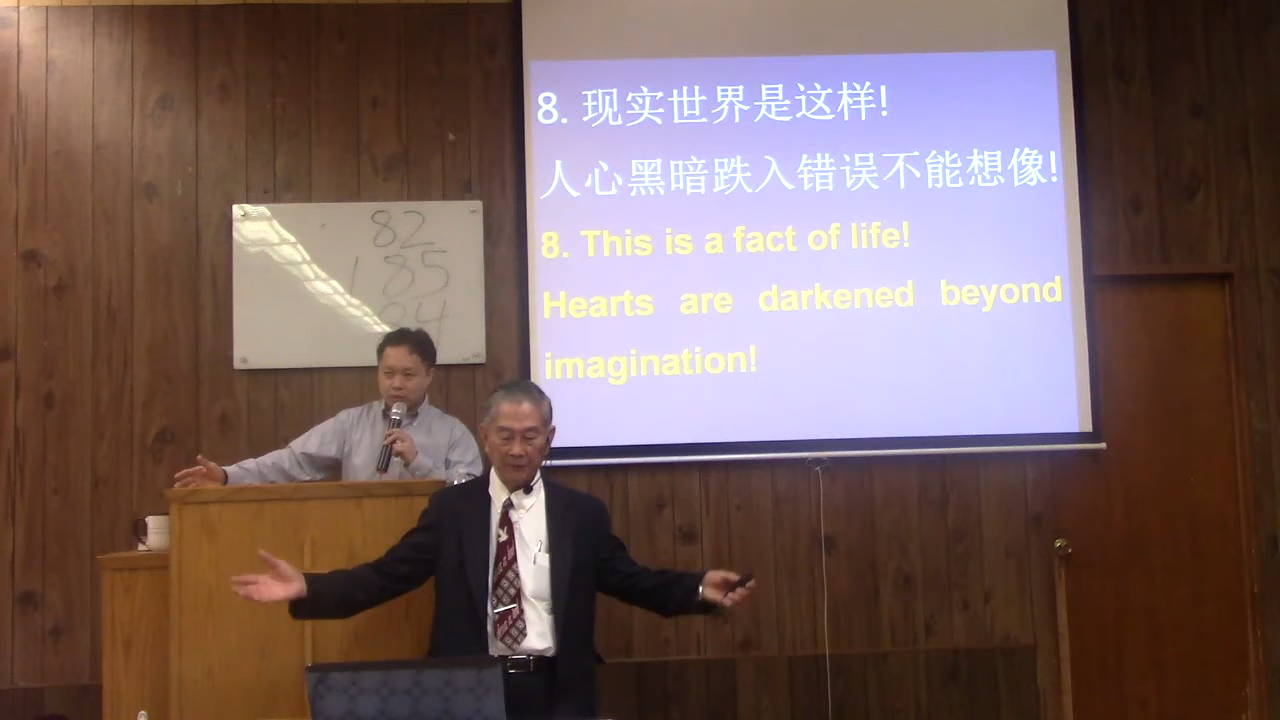 82
185
84
8. 现实世界是这样!
人心黑暗跌入错误不能想像!
8. This is a fact of life!
Hearts are darkened beyond
imagination!